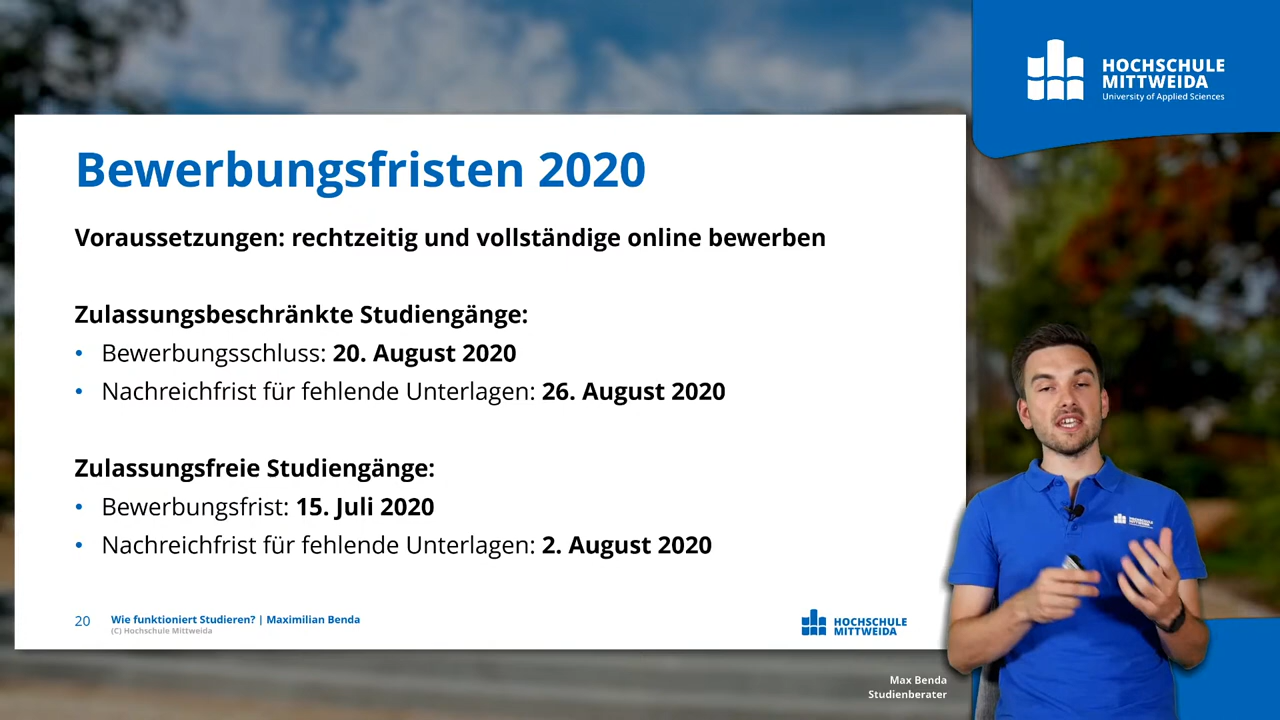 HOCHSCHULE
MITTWEIDA
University of Applied Sciences
Bewerbungsfristen 2020
Voraussetzungen: rechtzeitig und vollständige online bewerben
Zulassungsbeschränkte Studiengänge:
• Bewerbungsschluss: 20. August 2020
• Nachreichfrist für fehlende Unterlagen: 26. August 2020
Zulassungsfreie Studiengänge:
• Bewerbungsfrist: 15. Juli 2020
• Nachreichfrist für fehlende Unterlagen: 2. August 2020
20 Wie funktioniert Studieren? | Maximilian Benda
(C) Hochschule Mittweida
HOCHSCHULE
MITTWEIDA
HOCHSCHULE
MITTWEIDA
Max Benda
Studienberater